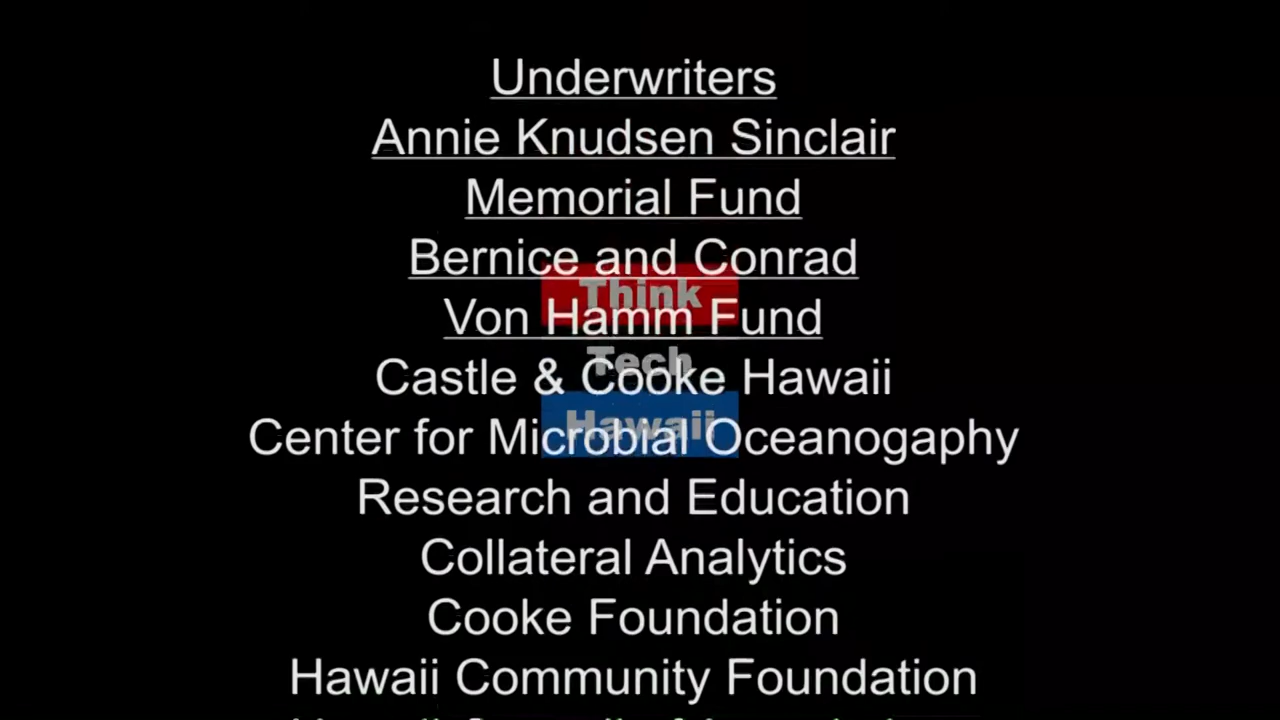 Underwriters
Annie Knudsen Sinclair
Memorial Fund
Bernice and Conrad
Think
Von Hamm Fund
Tech
Castle & Cooke Hawaii
Hawaii
Center for Microbial Oceanogaphy
Research and Education
Collateral Analytics
Cooke Foundation
Hawaii Community Foundation